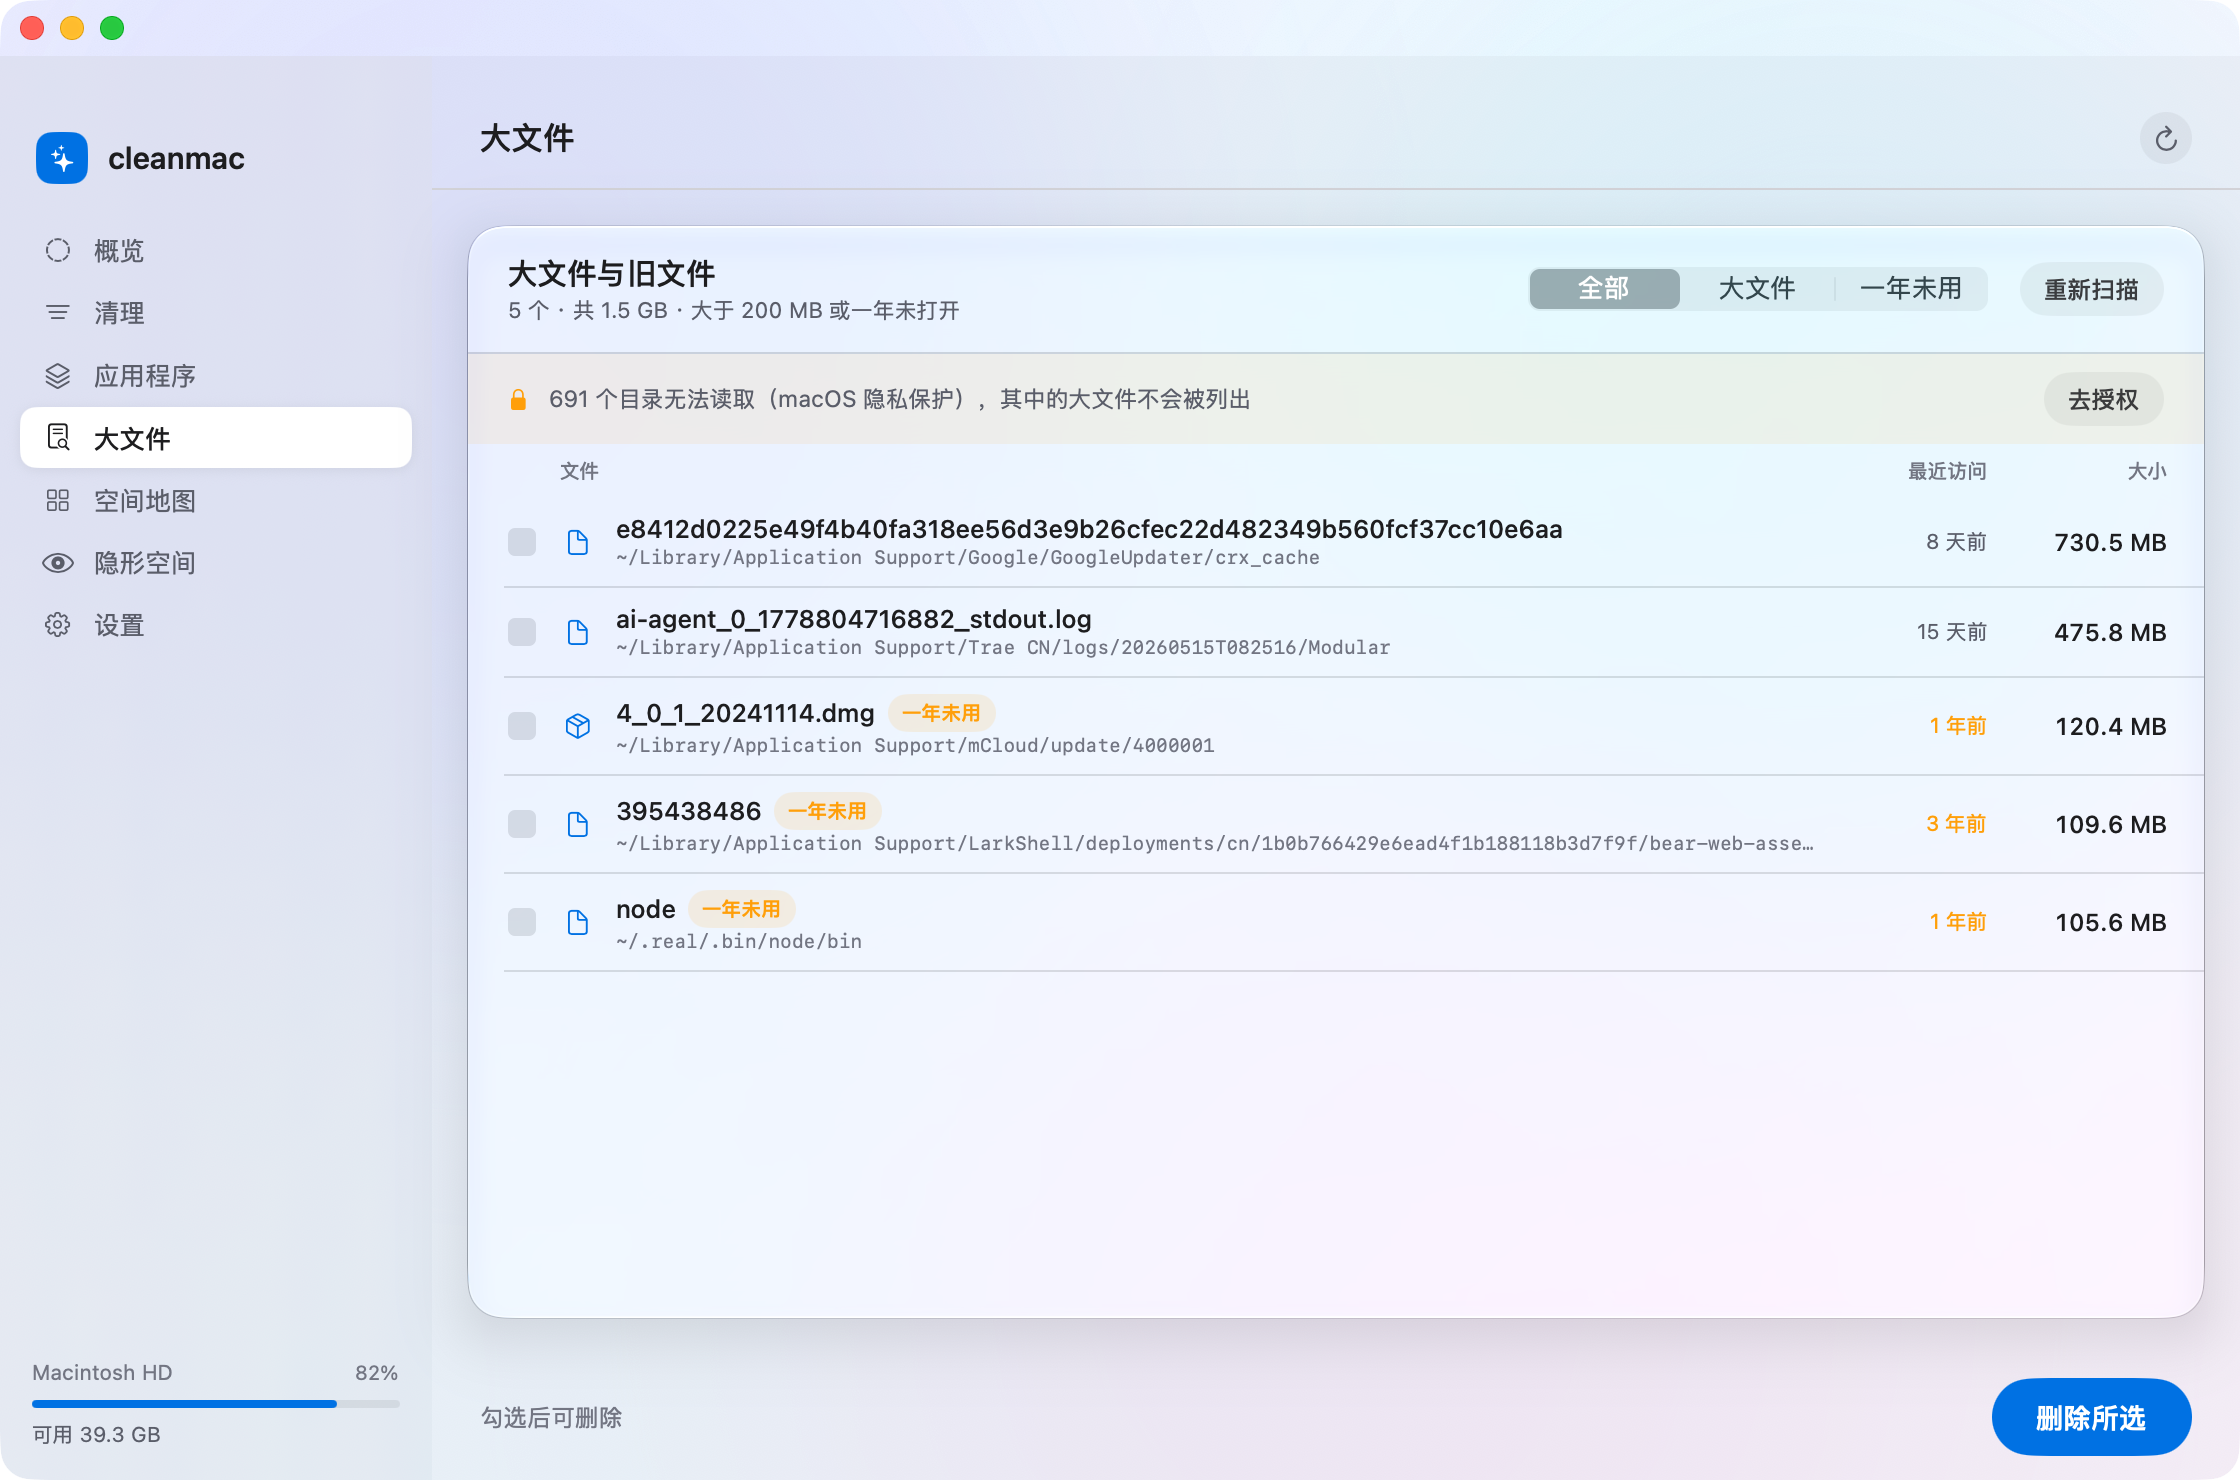 cleanmac
概览
清理
应用程序
大文件
空间地图
隐形空间
设置
Macintosh HD 82%
可用 39.3 GB
大文件
大文件与旧文件
5 个 · 共 1.5 GB · 大于 200 MB 或一年未打开
全部 大文件 一年未用 重新扫描
691 个目录无法读取（macOS 隐私保护），其中的大文件不会被列出 去授权
文件 最近访问 大小
e8412d0225e49f4b40fa318ee56d3e9b26cfec22d482349b560fcf37cc10e6aa
~/Library/Application Support/Google/GoogleUpdater/crx_cache
8 天前 730.5 MB
ai-agent_0_1778804716882_stdout.log
~/Library/Application Support/Trae CN/logs/20260515T082516/Modular
15 天前 475.8 MB
4_0_1_20241114.dmg 一年未用
~/Library/Application Support/mCloud/update/4000001
1 年前 120.4 MB
395438486 一年未用
~/Library/Application Support/LarkShell/deployments/cn/1b0b766429e6ead4f1b188118b3d7f9f/bear-web-asse…
3 年前 109.6 MB
node 一年未用
~/.real/.bin/node/bin
1 年前 105.6 MB
勾选后可删除 删除所选